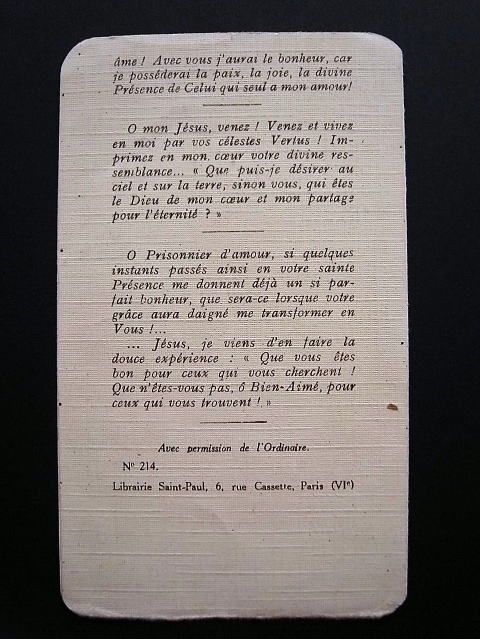 âme ! Avec vous j'aurai le bonheur, car
je posséderai la paix, la joie, la divine
Présence de Celui qui seul a mon amour!
O mon Jésus, venez ! Venez et vivez
en moi par vos célestes Vertus ! Im-
primez en mon cœur votre divine res-
semblance... « Que puis-je désirer au
ciel et sur la terre, sinon vous, qui êtes
le Dieu de mon cœur et mon partage
pour l'éternité ? »
O Prisonnier d'amour, si quelques
instants passés ainsi en votre sainte
Présence me donnent déjà un si par-
fait bonheur, que sera-ce lorsque votre
grâce aura daigné me transformer en
Vous !...
... Jésus, je viens d'en faire la
douce expérience : « Que vous êtes
bon pour ceux qui vous cherchent !
Que n'êtes-vous pas, ô Bien-Aimé, pour
ceux qui vous trouvent ! »
Avec permission de l'Ordinaire.
N° 214.
Librairie Saint-Paul, 6, rue Cassette, Paris (VIe)